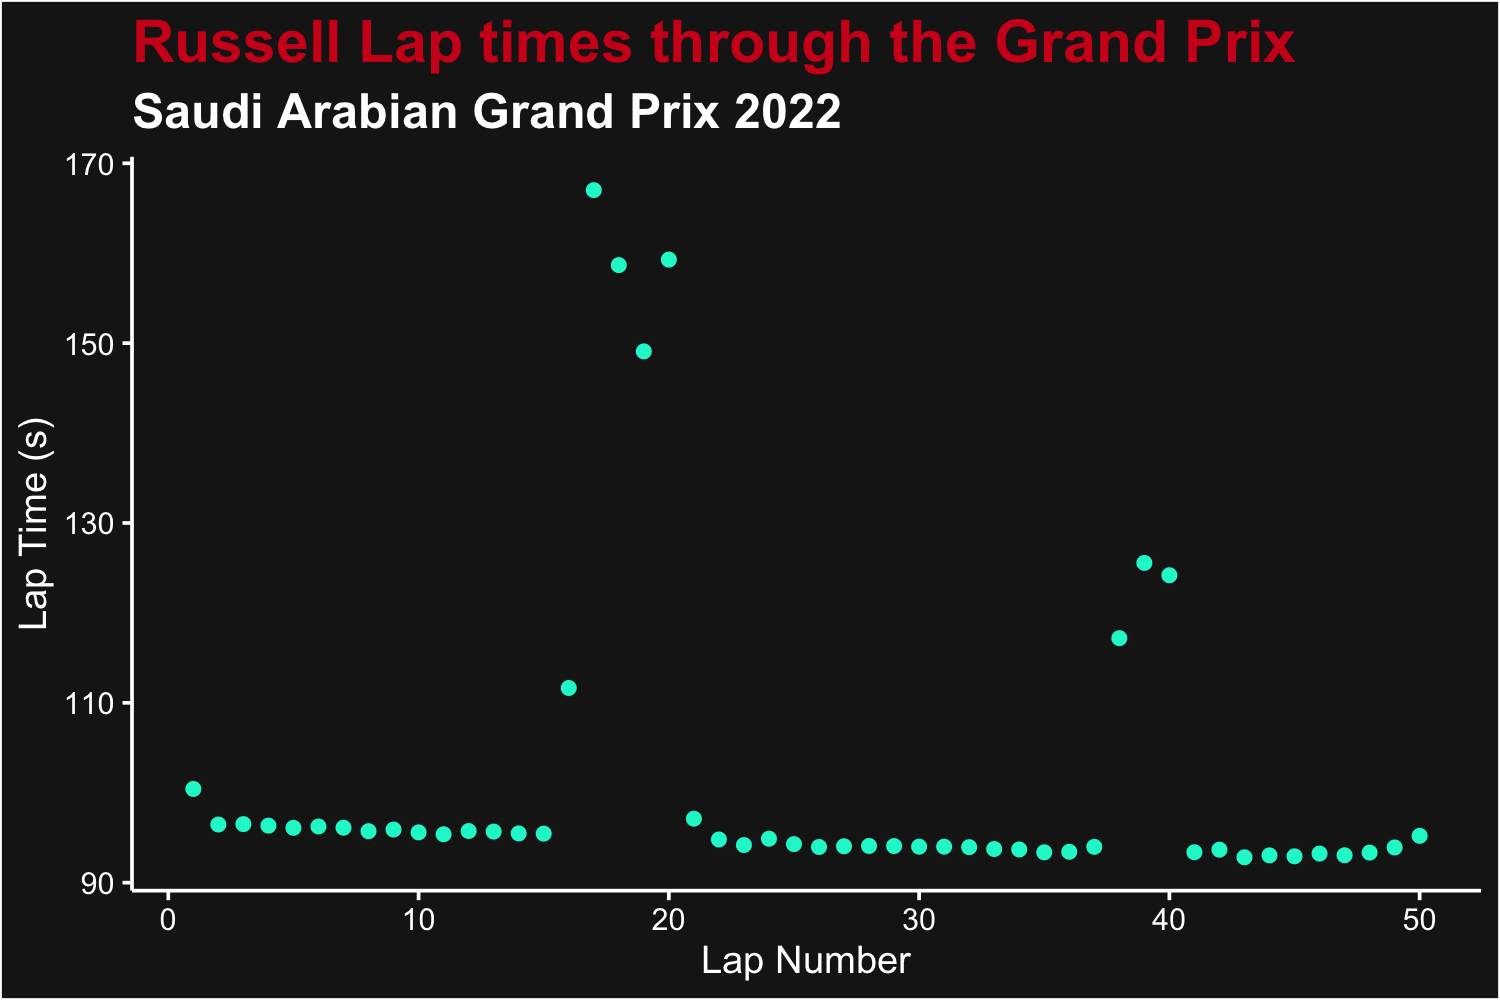 Russell Lap times through the Grand Prix
Saudi Arabian Grand Prix 2022
170
150
130
110
90
Lap Time (s)
0 10 20 30 40 50
Lap Number